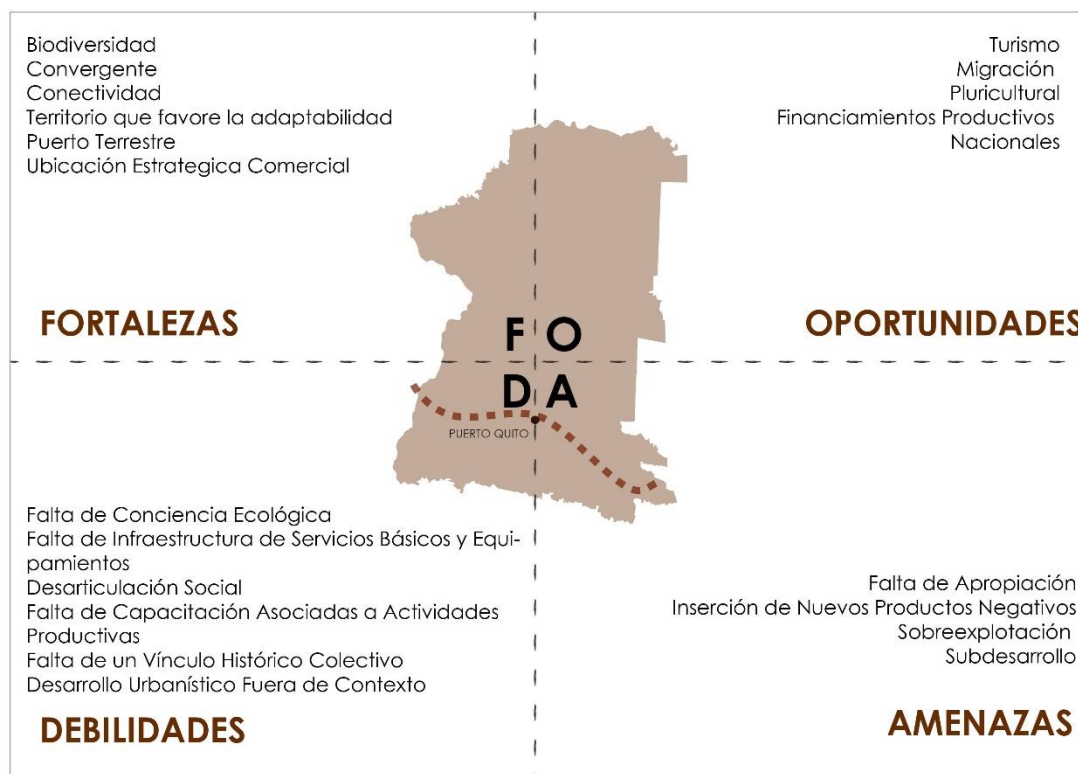 Biodiversidad
Convergente
Conectividad
Territorio que favore la adaptabilidad
Puerto Terrestre
Ubicación Estrategica Comercial
FORTALEZAS
Turismo
Migración
Pluricultural
Financiamientos Productivos
Nacionales
OPORTUNIDADES
F O
D A
PUERTO QUITO
Falta de Conciencia Ecológica
Falta de Infraestructura de Servicios Básicos y Equi-
pamientos
Desarticulación Social
Falta de Capacitación Asociadas a Actividades
Productivas
Falta de un Vínculo Histórico Colectivo
Desarrollo Urbanístico Fuera de Contexto
DEBILIDADES
Falta de Apropiación
Inserción de Nuevos Productos Negativos
Sobreexplotación
Subdesarrollo
AMENAZAS